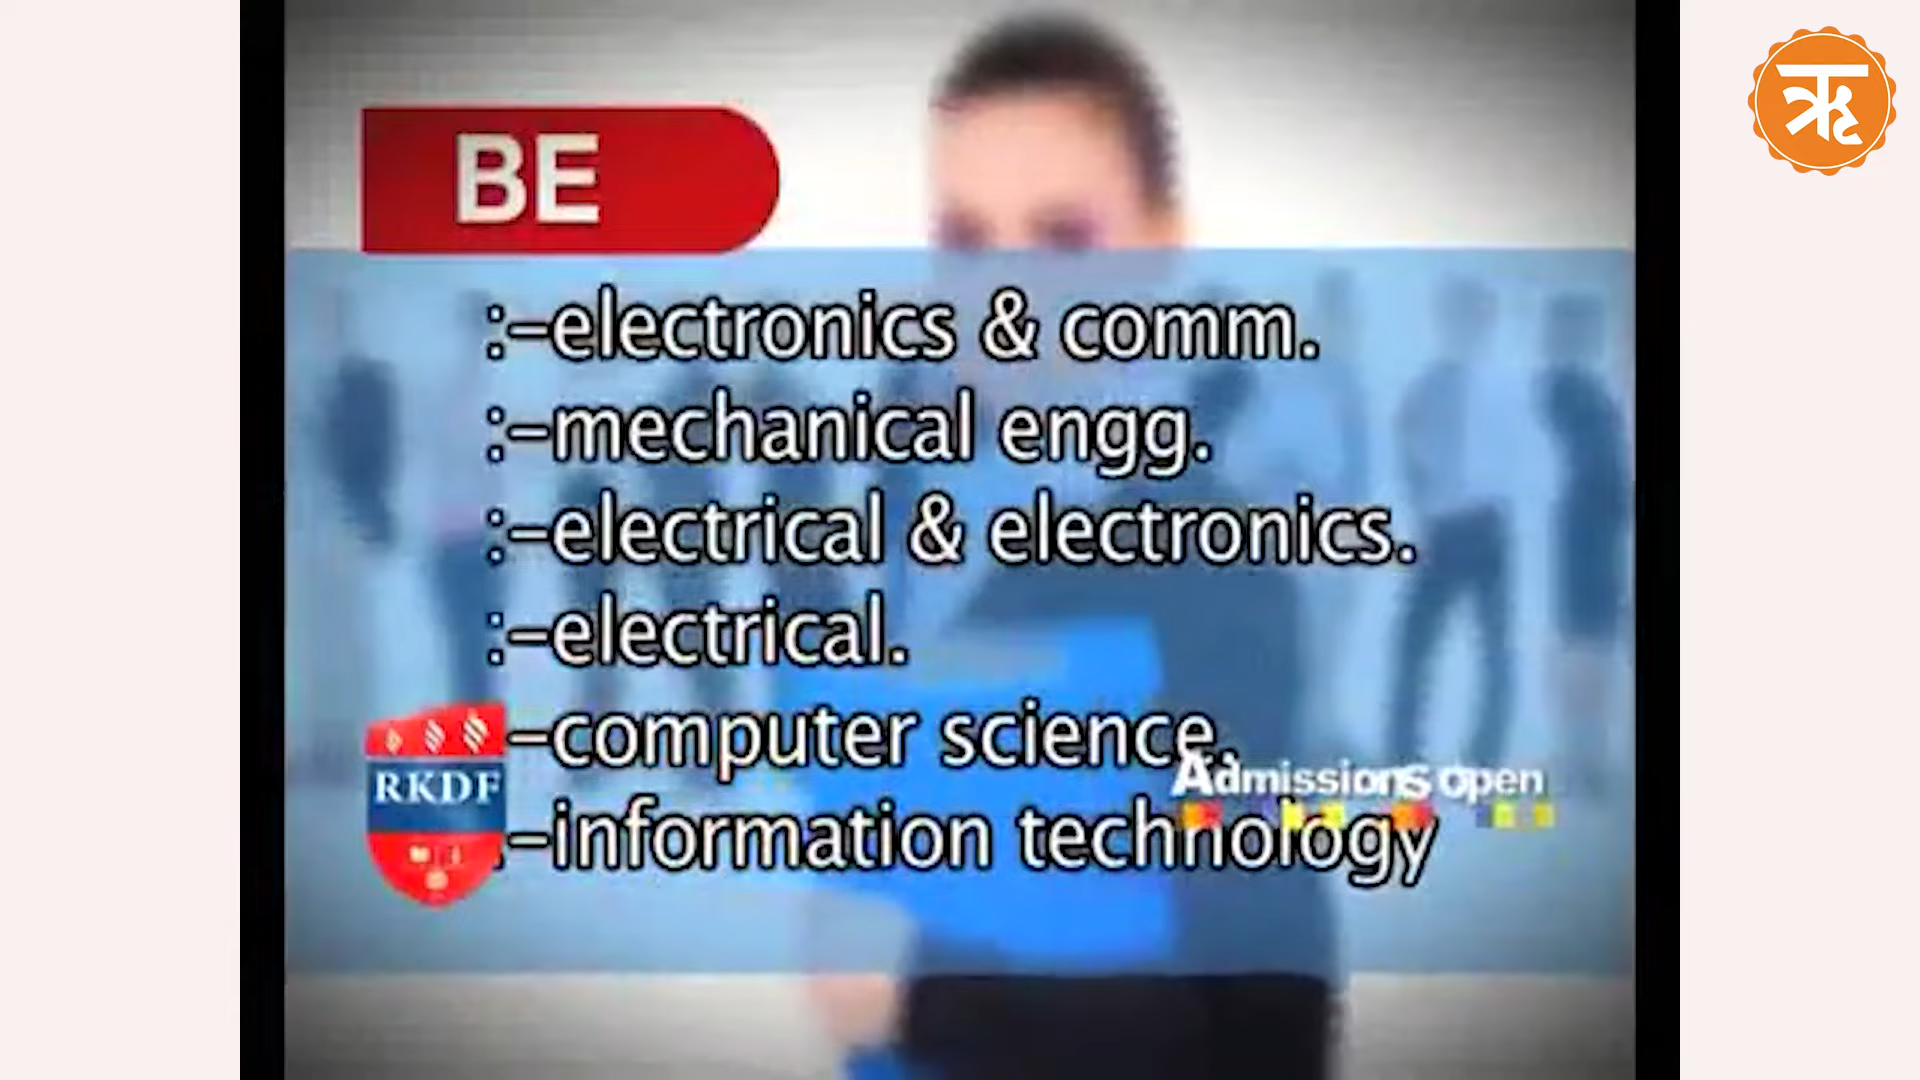 ऋ
BE
:-electronics & comm.
:-mechanical engg.
:-electrical & electronics.
:-electrical.
-computer science.
Admissions open
RKDF
:-information technology